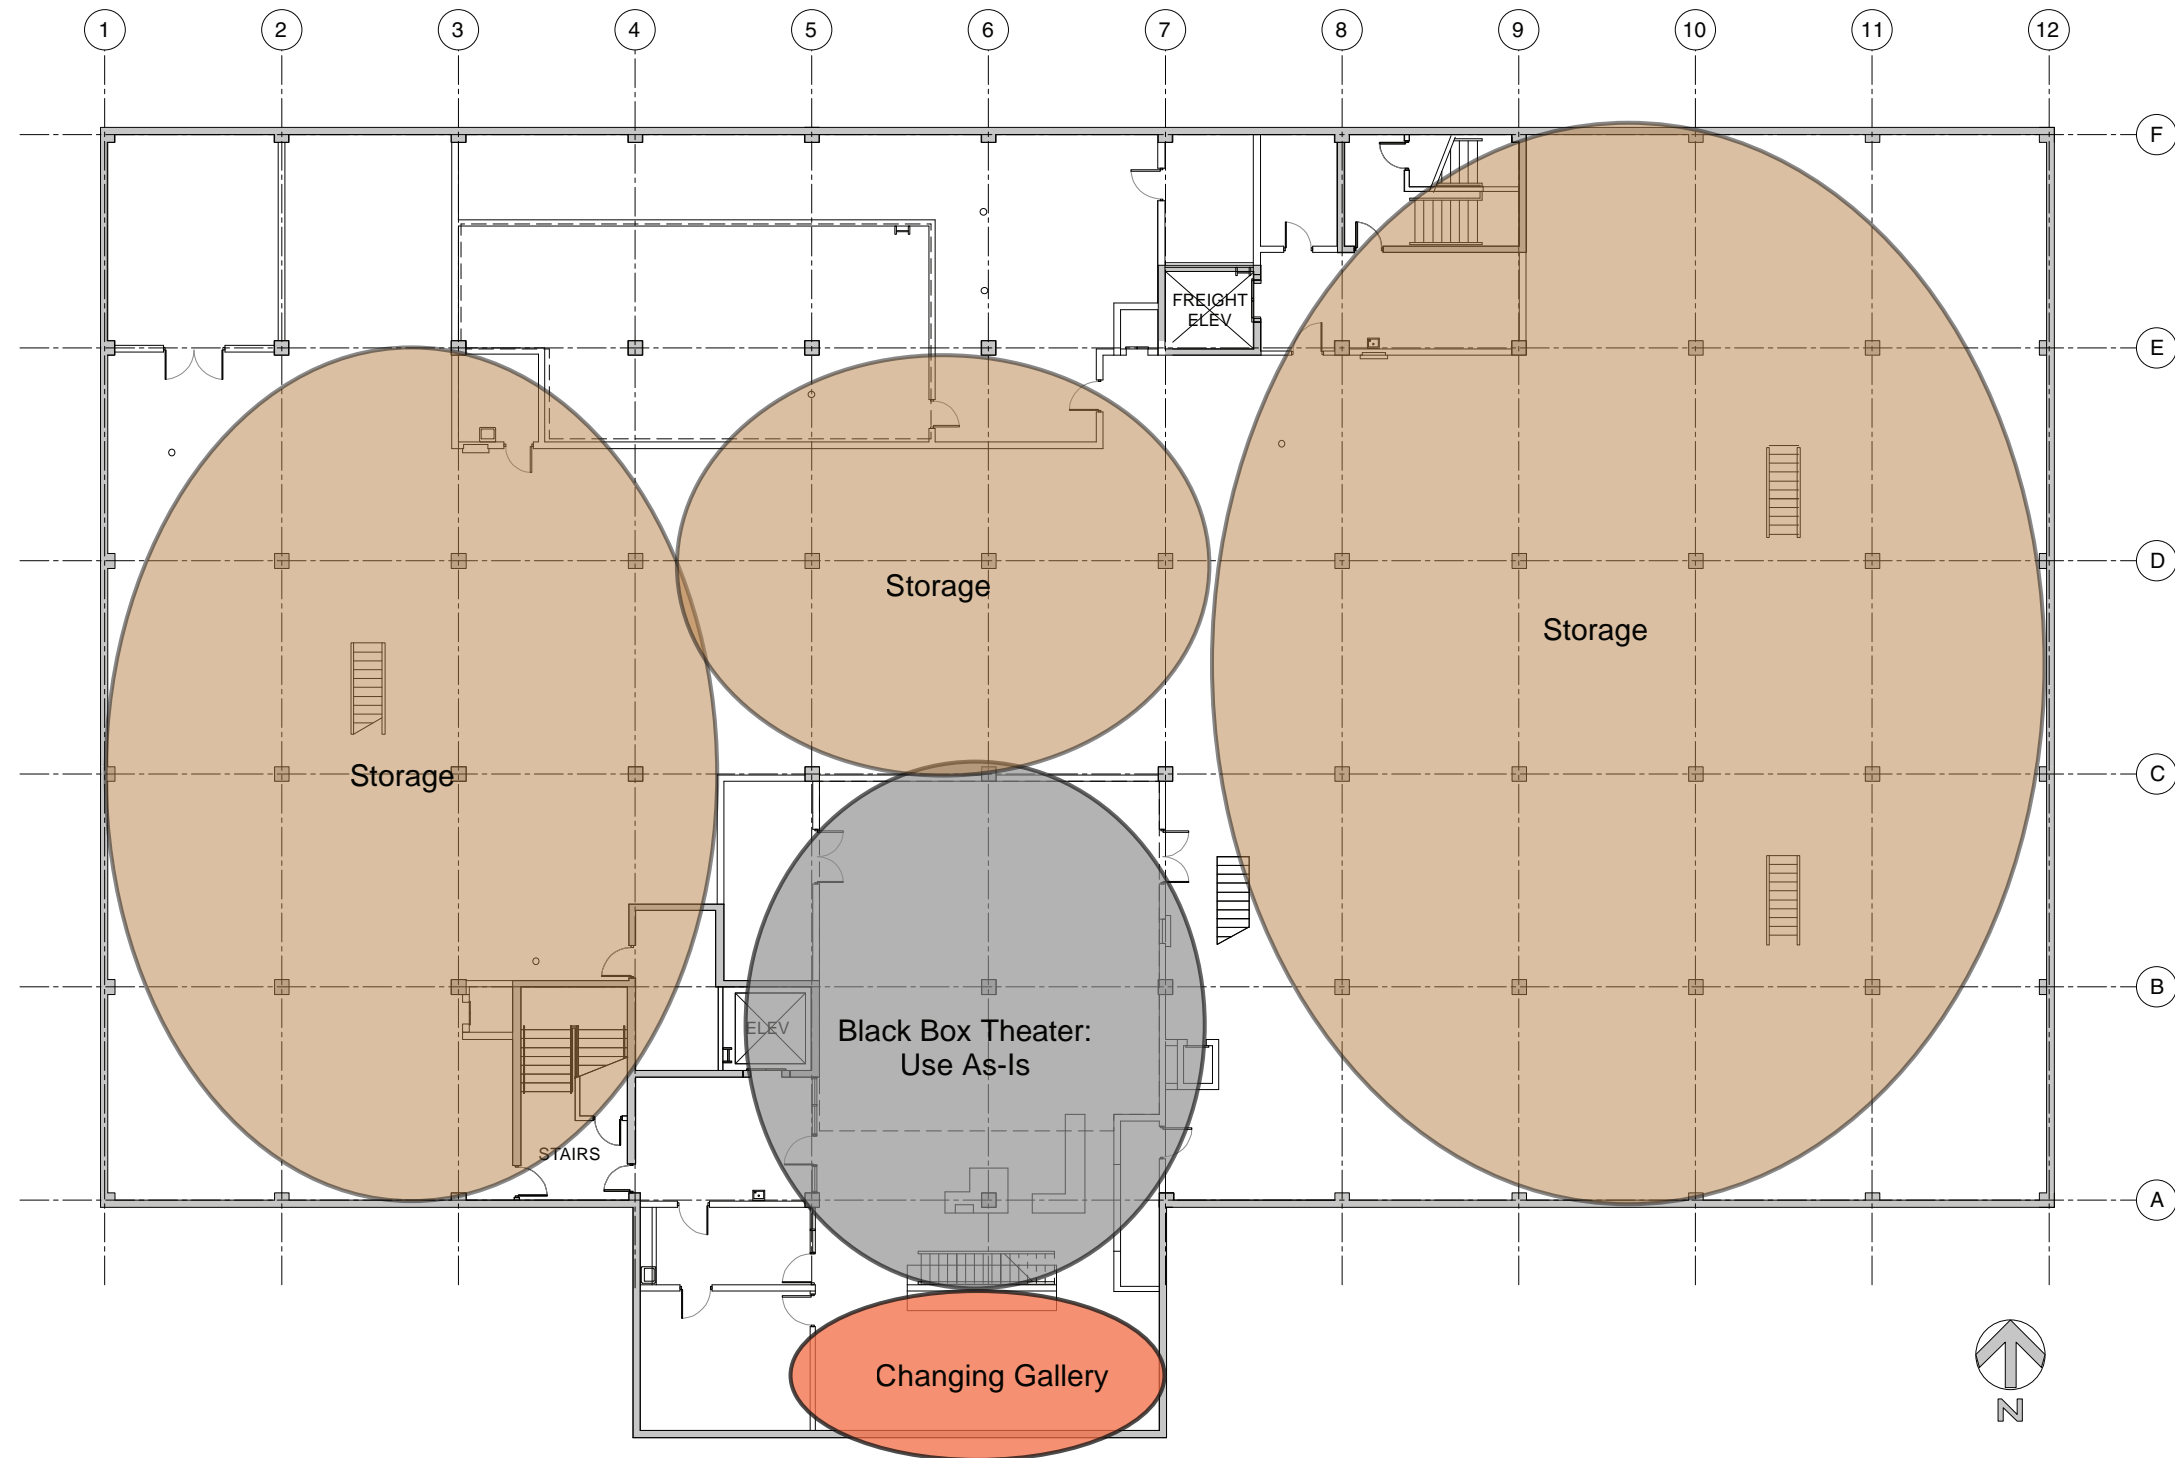 1 2 3 4 5 6 7 8 9 10 11 12
F
FREIGHT
ELEV
E
D
Storage
Storage
C
Storage
B
ELEV
Black Box Theater:
Use As-Is
STAIRS
A
Changing Gallery
N